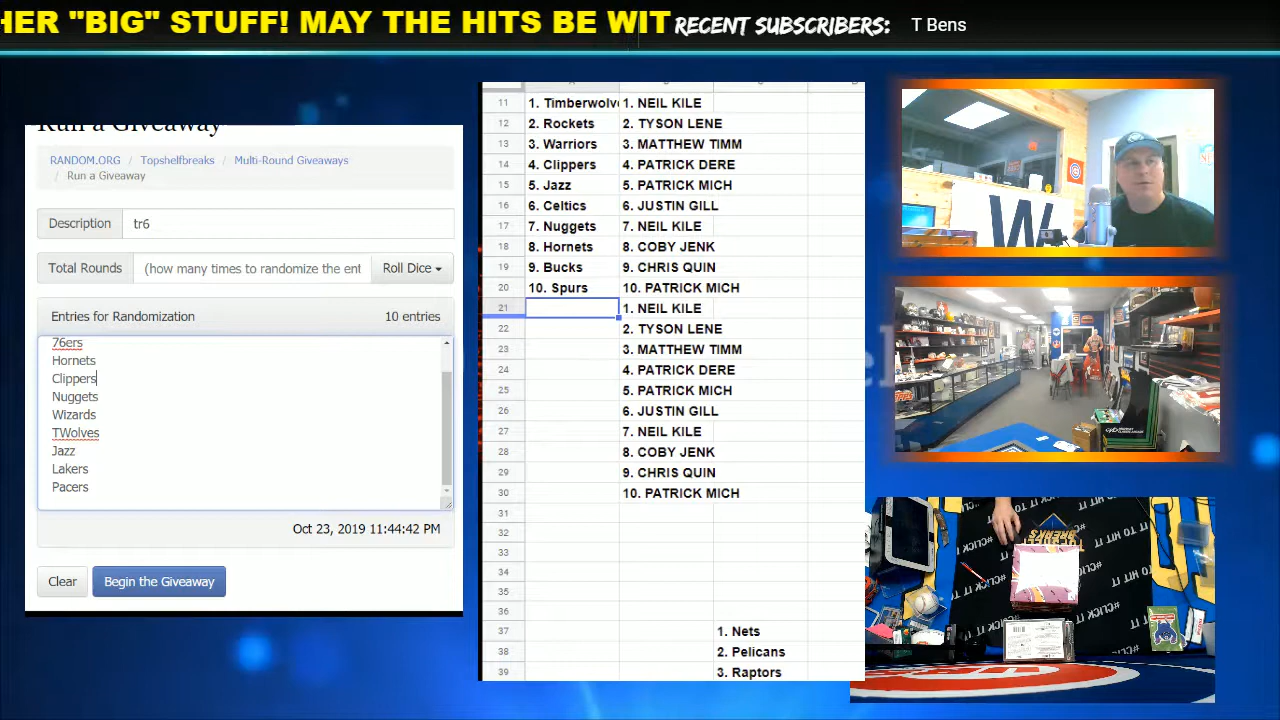 HER "BIG" STUFF! MAY THE HITS BE WIT
RECENT SUBSCRIBERS: T Bens
Run a Giveaway
RANDOM.ORG / Topshelfbreaks / Multi-Round Giveaways
/ Run a Giveaway
Description tr6
Total Rounds (how many times to randomize the ent Roll Dice
Entries for Randomization 10 entries
76ers
Hornets
Clippers
Nuggets
Wizards
TWolves
Jazz
Lakers
Pacers
Oct 23, 2019 11:44:42 PM
Clear Begin the Giveaway
11 1. Timberwolv 1. NEIL KILE
12 2. Rockets 2. TYSON LENE
13 3. Warriors 3. MATTHEW TIMM
14 4. Clippers 4. PATRICK DERE
15 5. Jazz 5. PATRICK MICH
16 6. Celtics 6. JUSTIN GILL
17 7. Nuggets 7. NEIL KILE
18 8. Hornets 8. COBY JENK
19 9. Bucks 9. CHRIS QUIN
20 10. Spurs 10. PATRICK MICH
21 1. NEIL KILE
22 2. TYSON LENE
23 3. MATTHEW TIMM
24 4. PATRICK DERE
25 5. PATRICK MICH
26 6. JUSTIN GILL
27 7. NEIL KILE
28 8. COBY JENK
29 9. CHRIS QUIN
30 10. PATRICK MICH
31
32
33
34
35
36
37 1. Nets
38 2. Pelicans
39 3. Raptors
W
BREAKS
#CLICK IT
HIT TO HIT IT
#CLICK IT